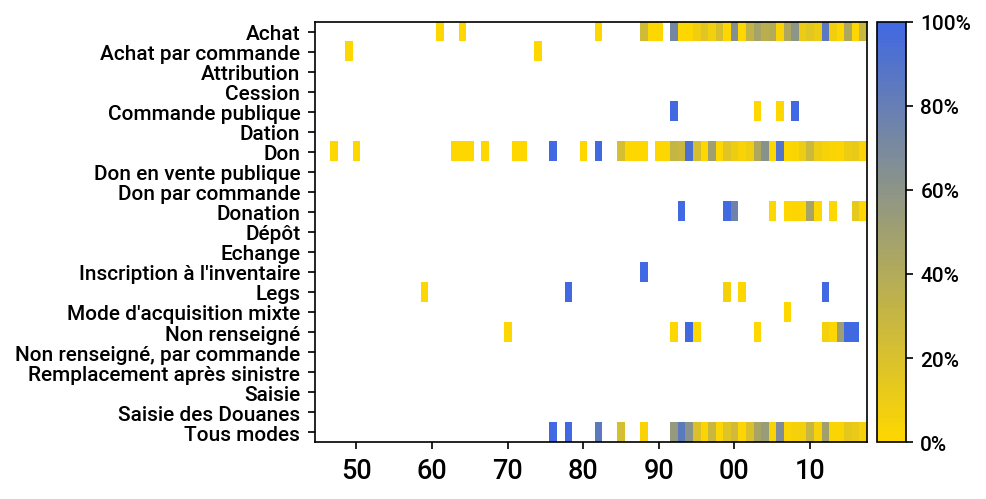 Achat
Achat par commande
Attribution
Cession
Commande publique
Dation
Don
Don en vente publique
Don par commande
Donation
Dépôt
Echange
Inscription à l'inventaire
Legs
Mode d'acquisition mixte
Non renseigné
Non renseigné, par commande
Remplacement après sinistre
Saisie
Saisie des Douanes
Tous modes
50 60 70 80 90 00 10
100%
80%
60%
40%
20%
0%